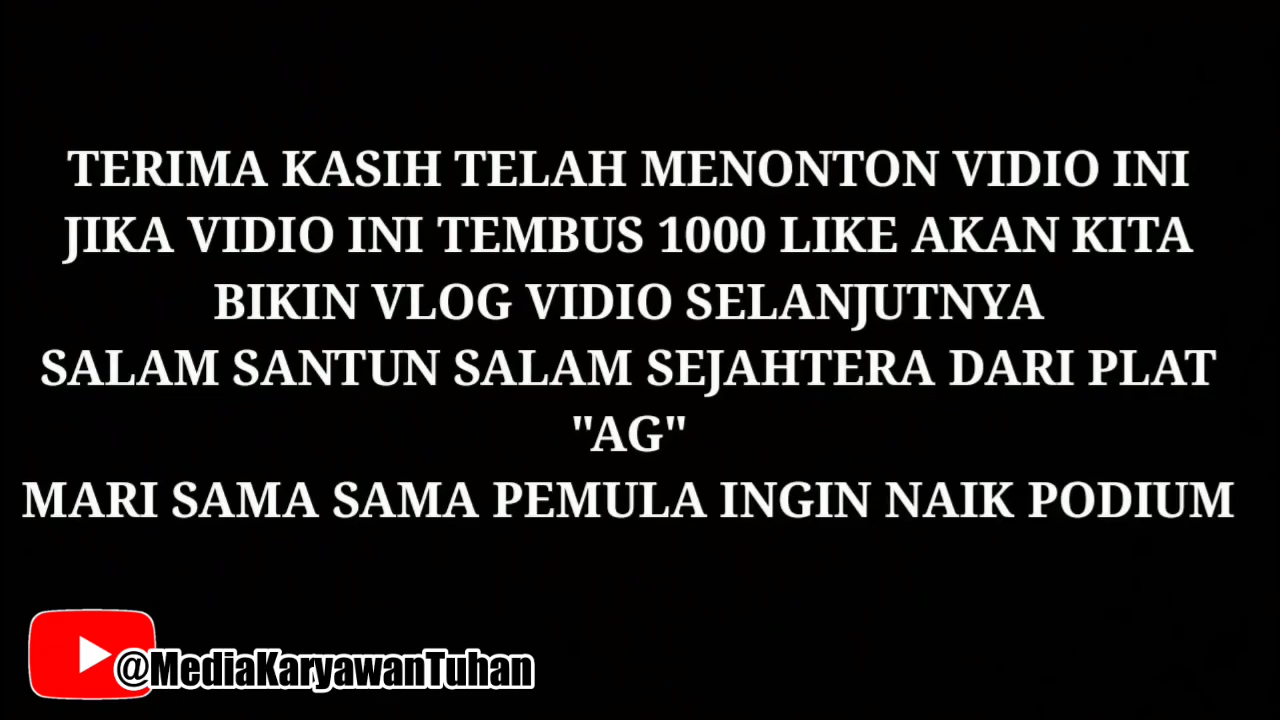 TERIMA KASIH TELAH MENONTON VIDIO INI
JIKA VIDIO INI TEMBUS 1000 LIKE AKAN KITA
BIKIN VLOG VIDIO SELANJUTNYA
SALAM SANTUN SALAM SEJAHTERA DARI PLAT
"AG"
MARI SAMA SAMA PEMULA INGIN NAIK PODIUM
@MediaKaryawanTuhan